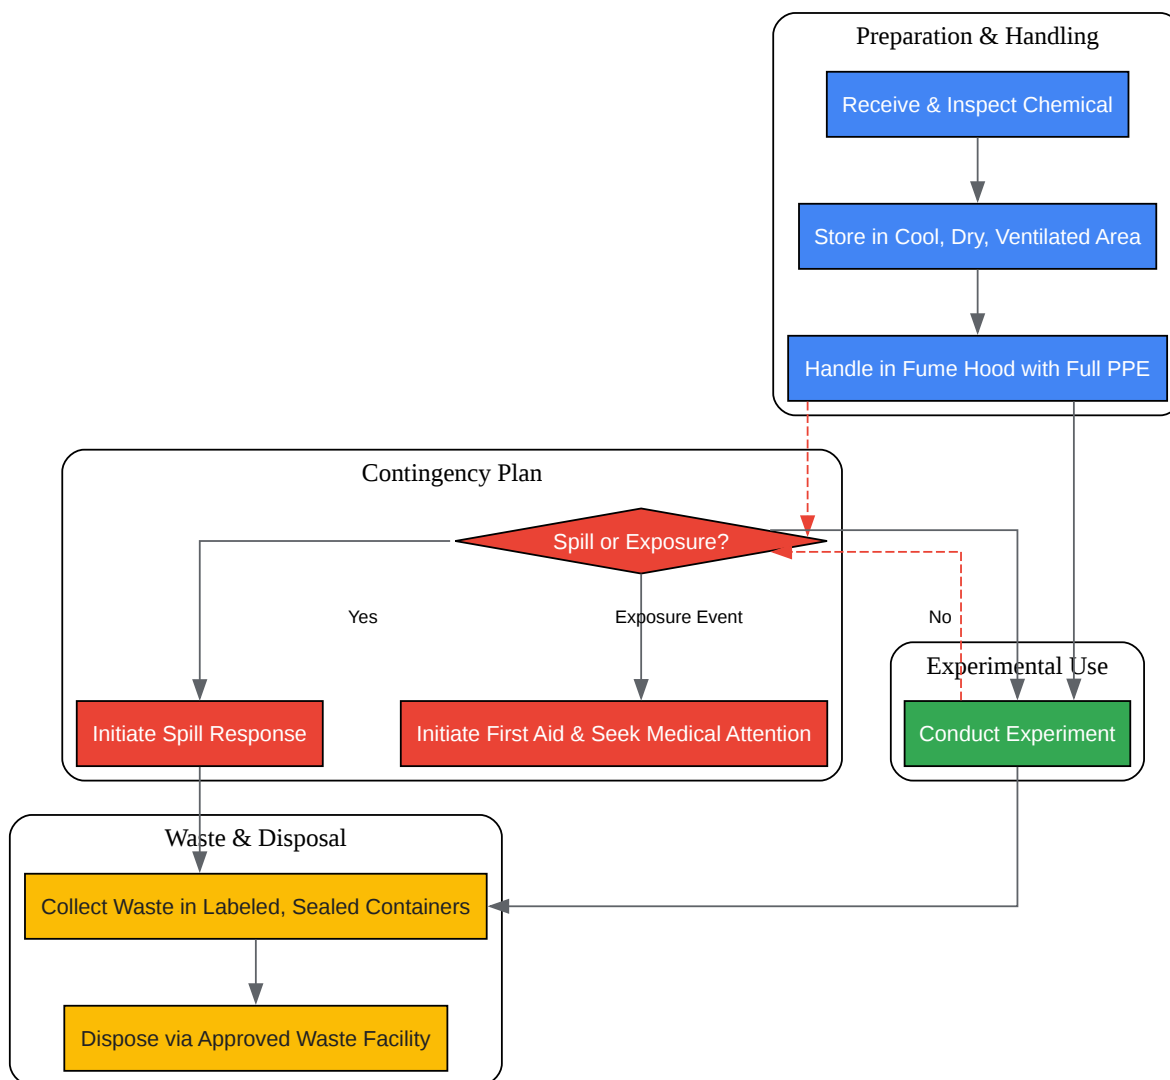 Preparation & Handling
Receive & Inspect Chemical
Store in Cool, Dry, Ventilated Area
Handle in Fume Hood with Full PPE
Contingency Plan
Spill or Exposure?
Yes
Exposure Event
No
Experimental Use
Initiate Spill Response
Initiate First Aid & Seek Medical Attention
Conduct Experiment
Waste & Disposal
Collect Waste in Labeled, Sealed Containers
Dispose via Approved Waste Facility